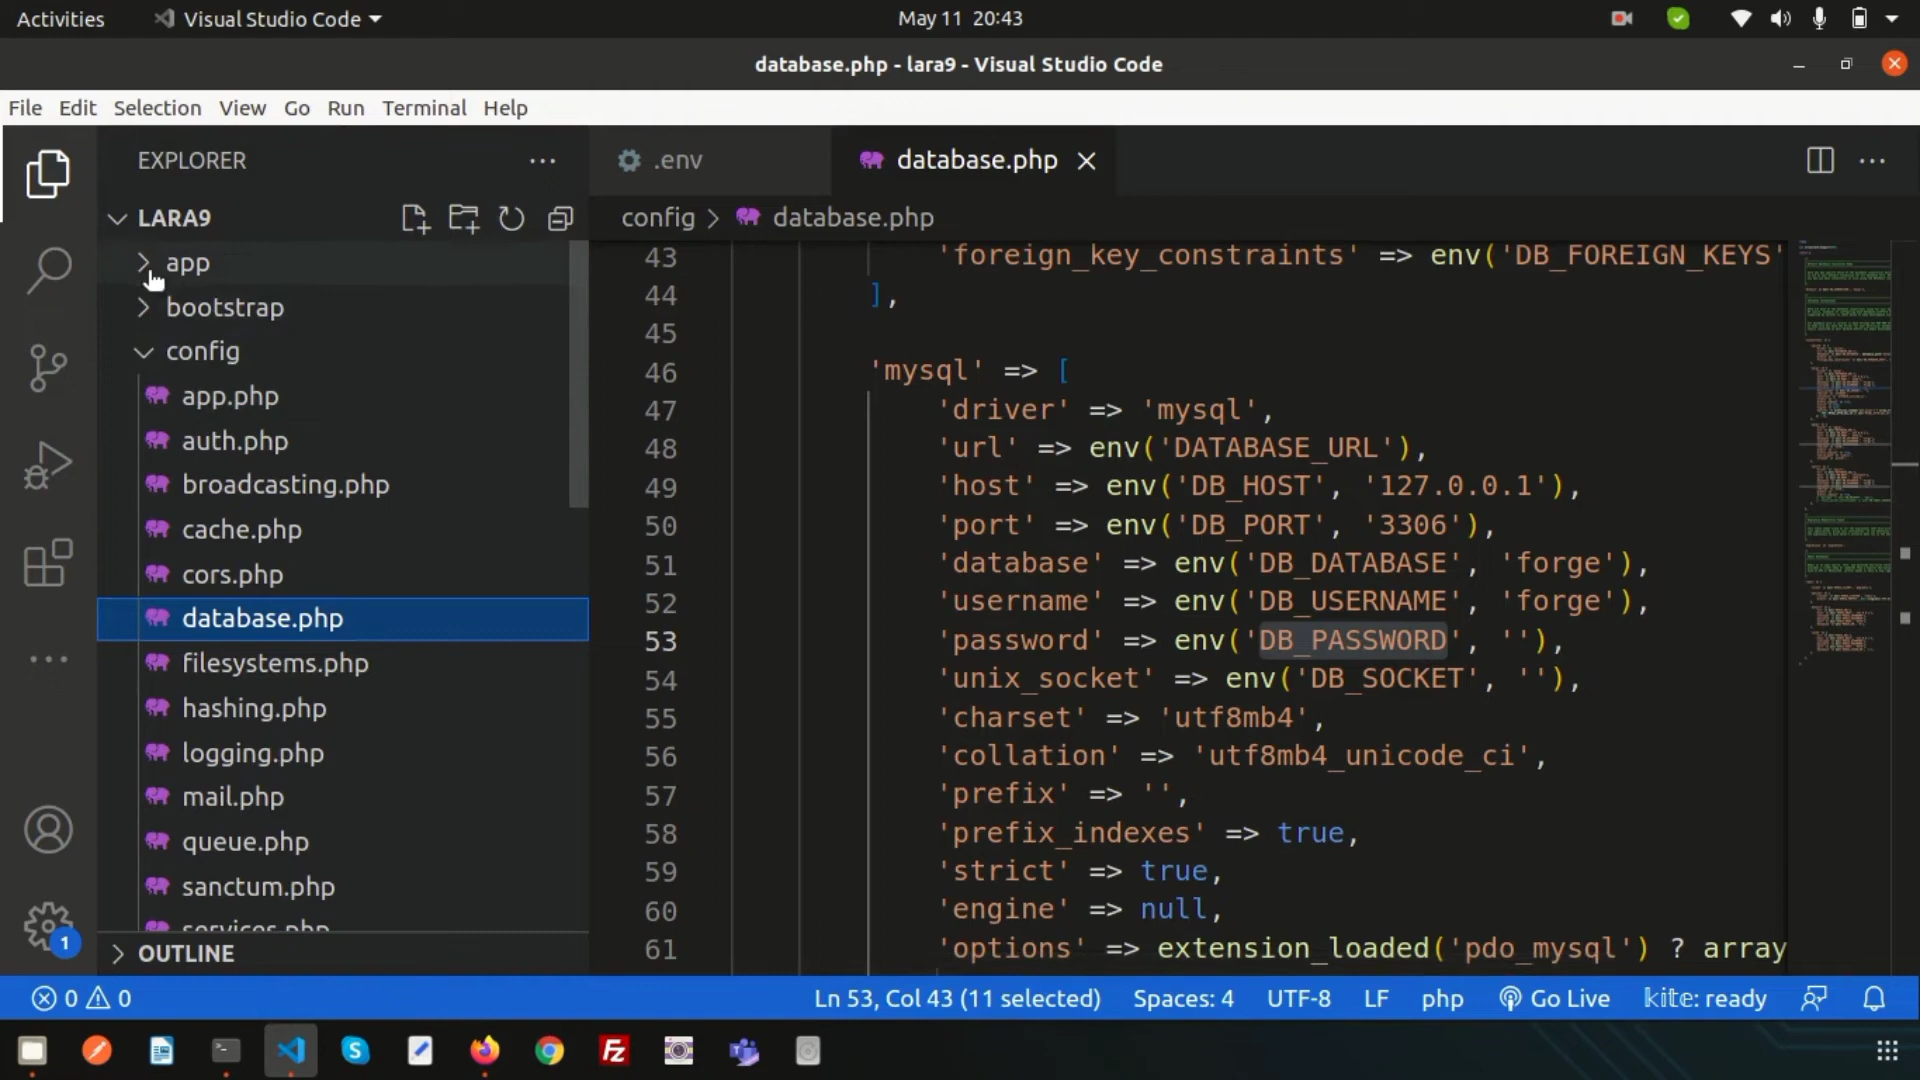 Activities
Visual Studio Code
May 11 20:43
database.php - lara9 - Visual Studio Code
File Edit Selection View Go Run Terminal Help
EXPLORER
LARA9
app
bootstrap
config
app.php
auth.php
broadcasting.php
cache.php
cors.php
database.php
filesystems.php
hashing.php
logging.php
mail.php
queue.php
sanctum.php
services.php
OUTLINE
1
.env
database.php
config > database.php
43 'foreign_key_constraints' => env('DB_FOREIGN_KEYS'
44 ],
45
46 'mysql' => [
47 'driver' => 'mysql',
48 'url' => env('DATABASE_URL'),
49 'host' => env('DB_HOST', '127.0.0.1'),
50 'port' => env('DB_PORT', '3306'),
51 'database' => env('DB_DATABASE', 'forge'),
52 'username' => env('DB_USERNAME', 'forge'),
53 'password' => env('DB_PASSWORD', ''),
54 'unix_socket' => env('DB_SOCKET', ''),
55 'charset' => 'utf8mb4',
56 'collation' => 'utf8mb4_unicode_ci',
57 'prefix' => '',
58 'prefix_indexes' => true,
59 'strict' => true,
60 'engine' => null,
61 'options' => extension_loaded('pdo_mysql') ? array
0 0
Ln 53, Col 43 (11 selected) Spaces: 4 UTF-8 LF php Go Live kite: ready